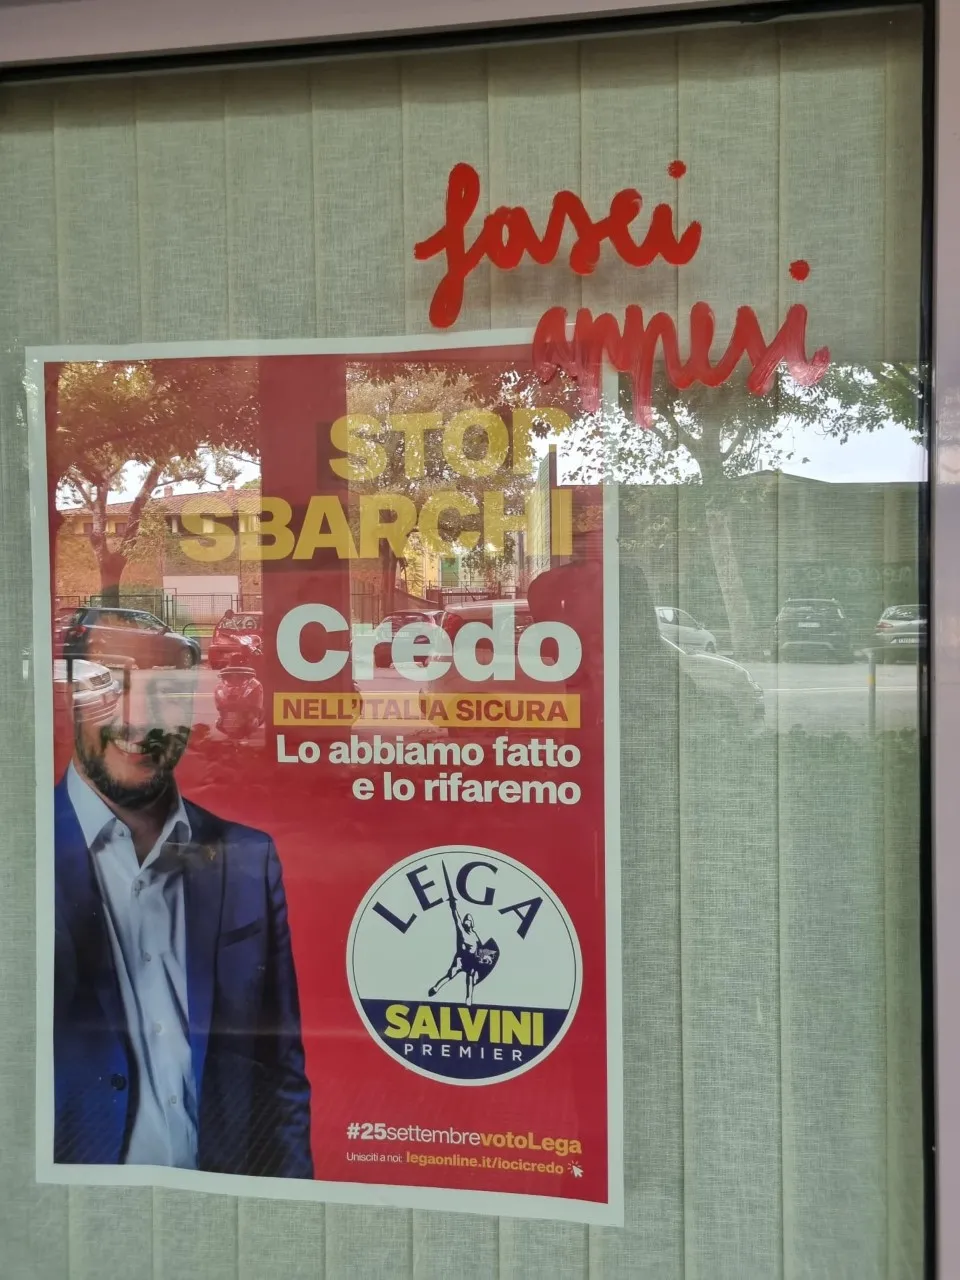 fasci
appesi
STOP
SBARCHI
Credo
NELL'ITALIA SICURA
Lo abbiamo fatto
e lo rifaremo
LEGA
SALVINI
PREMIER
#25settembrevotoLega
Unisciti a noi: legaonline.it/iocicredo